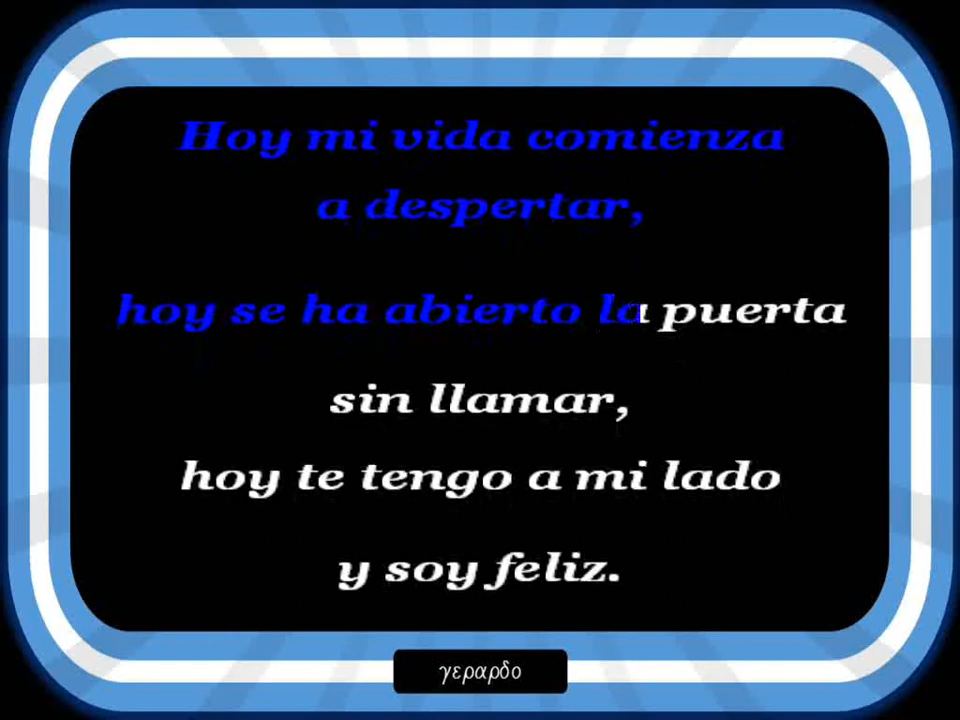 Hoy mi vida comienza
a despertar,
hoy se ha abierto la puerta
sin llamar,
hoy te tengo a mi lado
y soy feliz.
γεραρδο